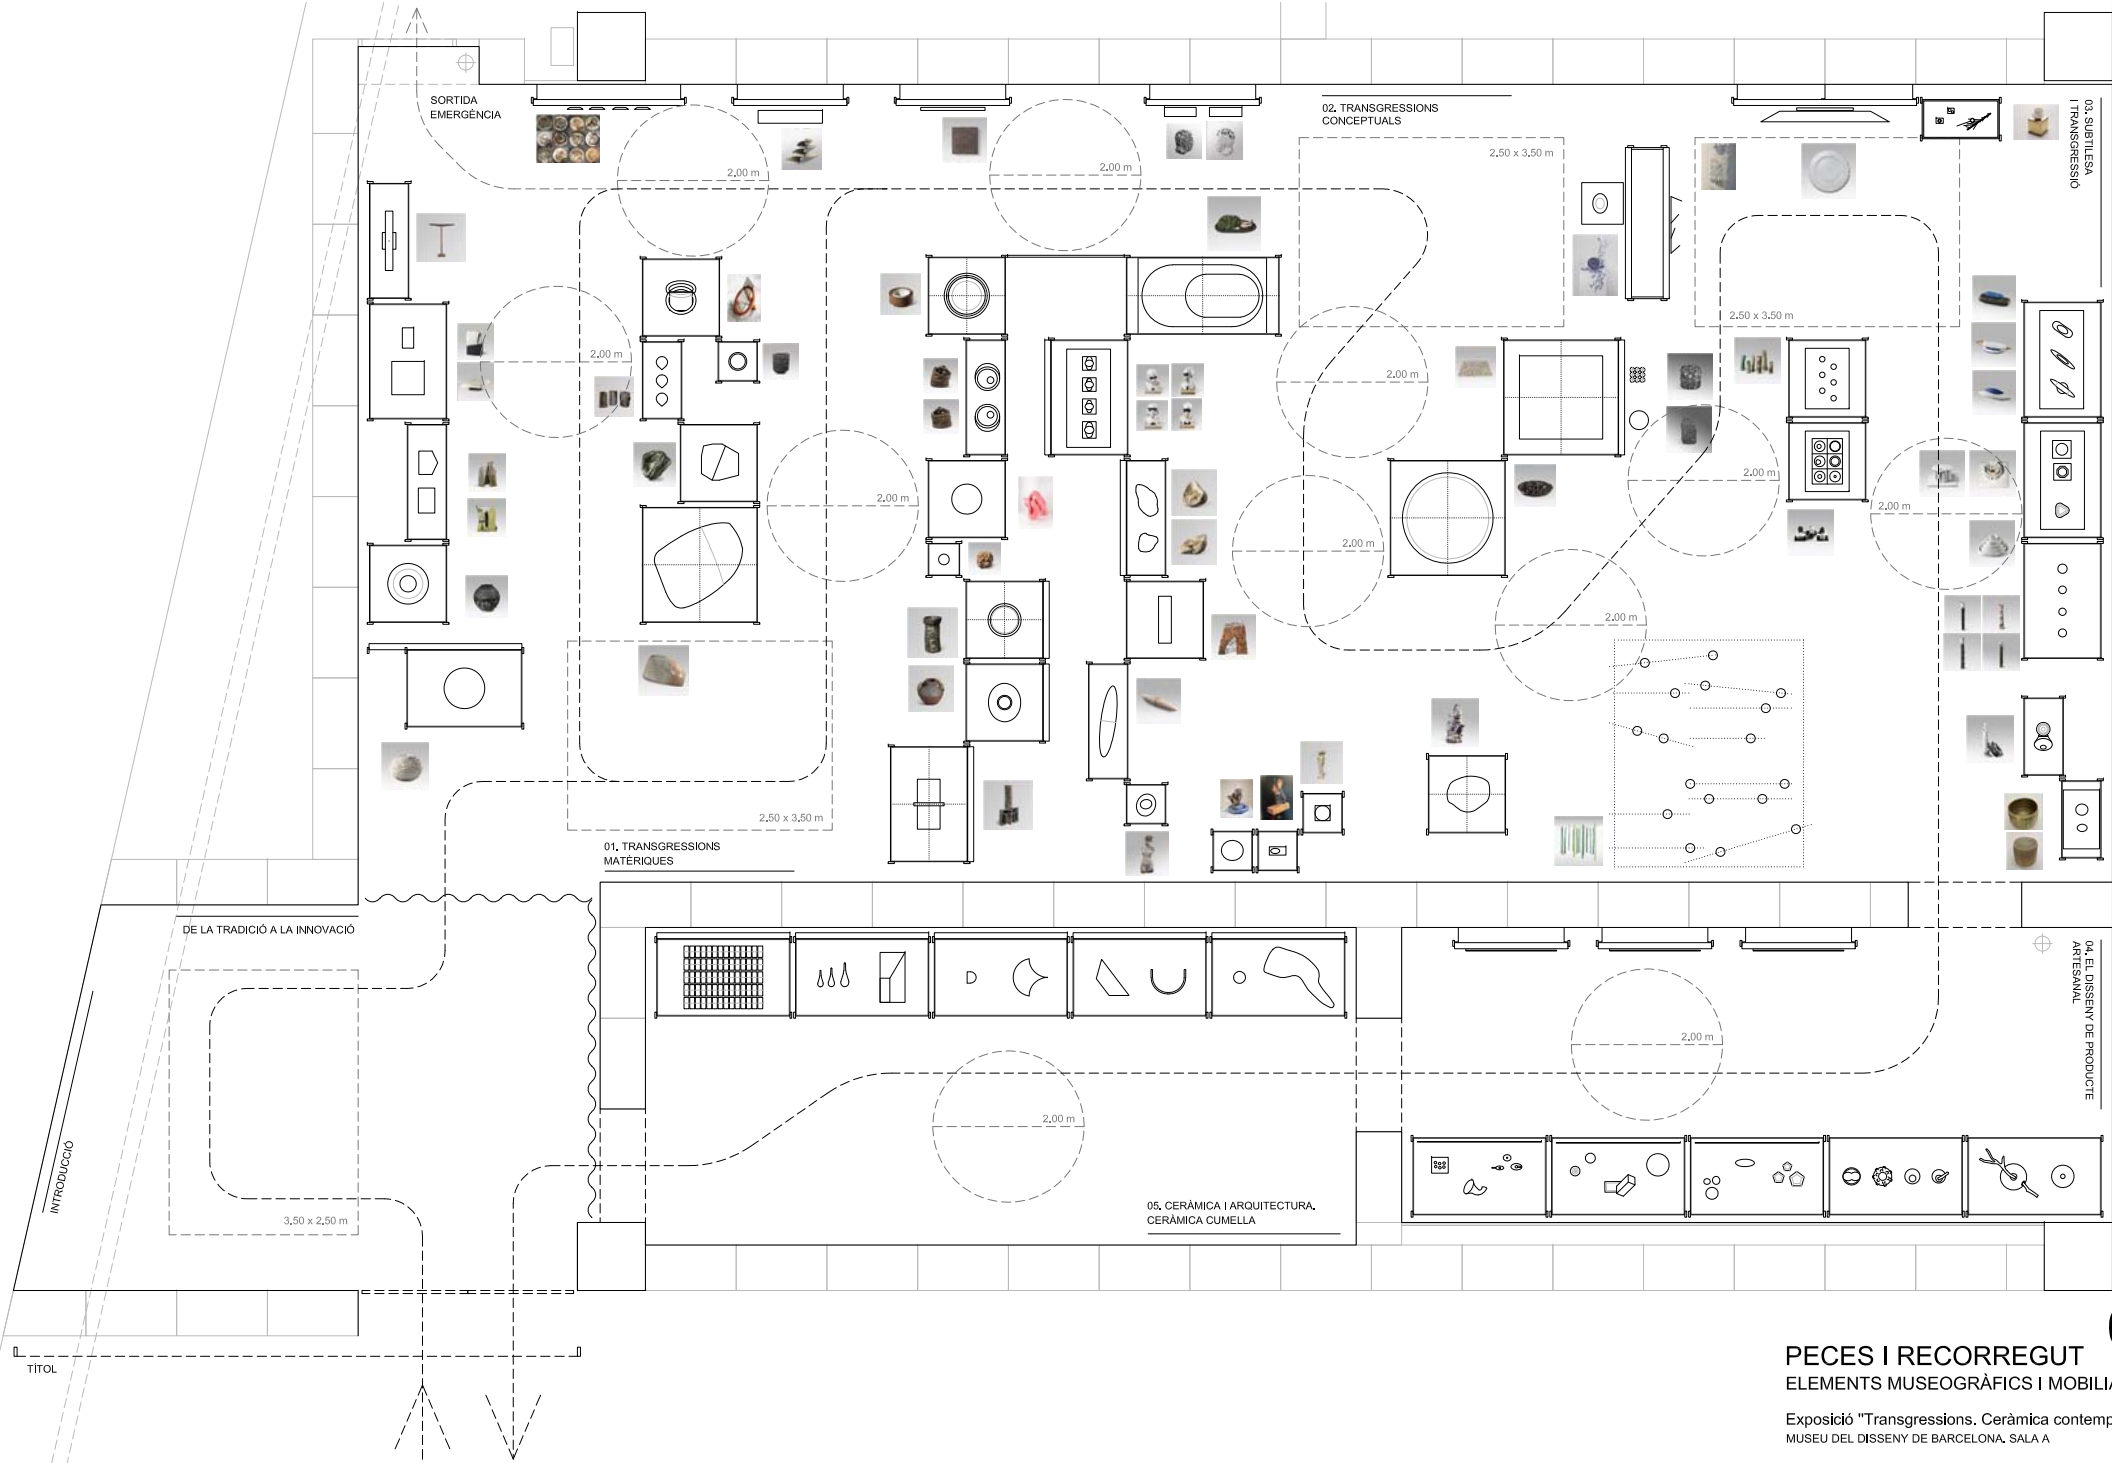 SORTIDA
EMERGÈNCIA
02. TRANSGRESSIONS
CONCEPTUALS
03. SUBTILESA
I TRANSGRESSIÓ
2.00 m
2.00 m
2.50 x 3.50 m
2.50 x 3.50 m
2.00 m
2.00 m
2.00 m
2.00 m
2.00 m
2.00 m
2.00 m
2.50 x 3.50 m
01. TRANSGRESSIONS
MATÈRIQUES
DE LA TRADICIÓ A LA INNOVACIÓ
04. EL DISSENY DE PRODUCTE
ARTESANAL
2.00 m
2.00 m
INTRODUCCIÓ
3.50 x 2.50 m
05. CERÀMICA I ARQUITECTURA.
CERÀMICA CUMELLA
TÍTOL
PECES I RECORREGUT
ELEMENTS MUSEOGRÀFICS I MOBILIA
Exposició "Transgressions. Ceràmica contemp
MUSEU DEL DISSENY DE BARCELONA. SALA A